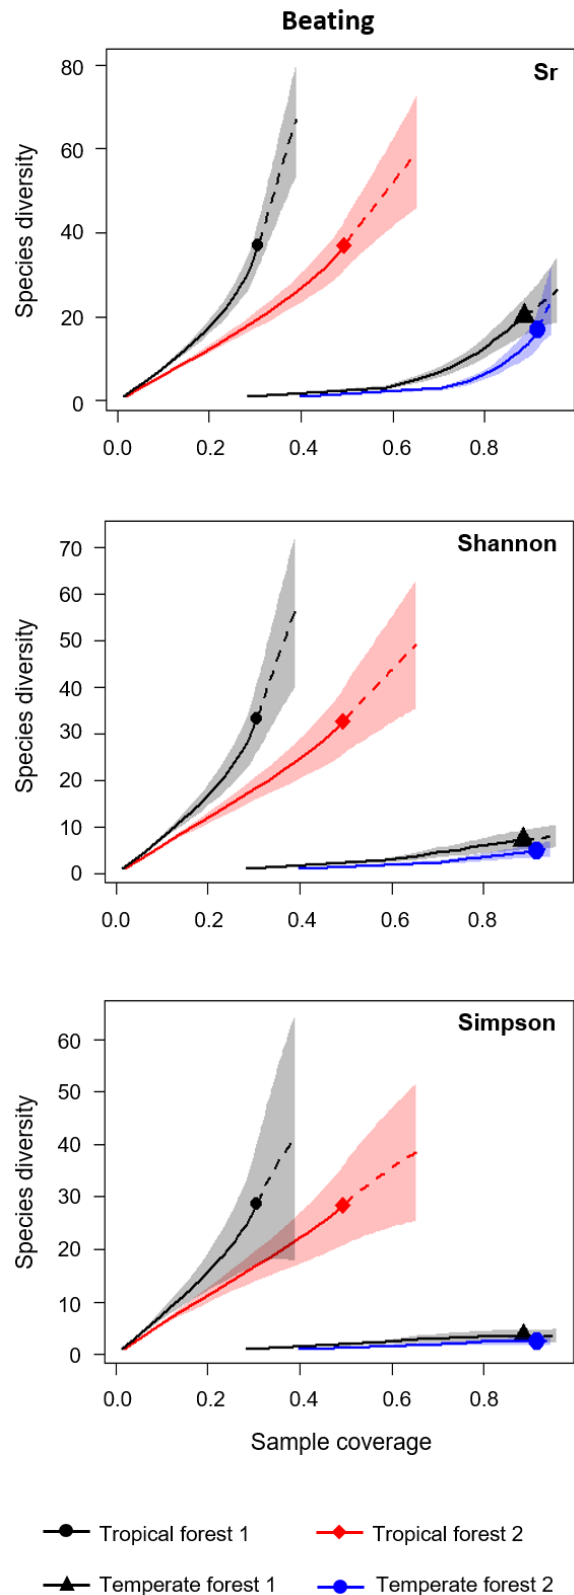 Beating
Sr
Species diversity
80
60
40
20
0
0.0 0.2 0.4 0.6 0.8
Shannon
Species diversity
70
60
50
40
30
20
10
0
0.0 0.2 0.4 0.6 0.8
Simpson
Species diversity
60
50
40
30
20
10
0
0.0 0.2 0.4 0.6 0.8
Sample coverage
Tropical forest 1 Tropical forest 2
Temperate forest 1 Temperate forest 2